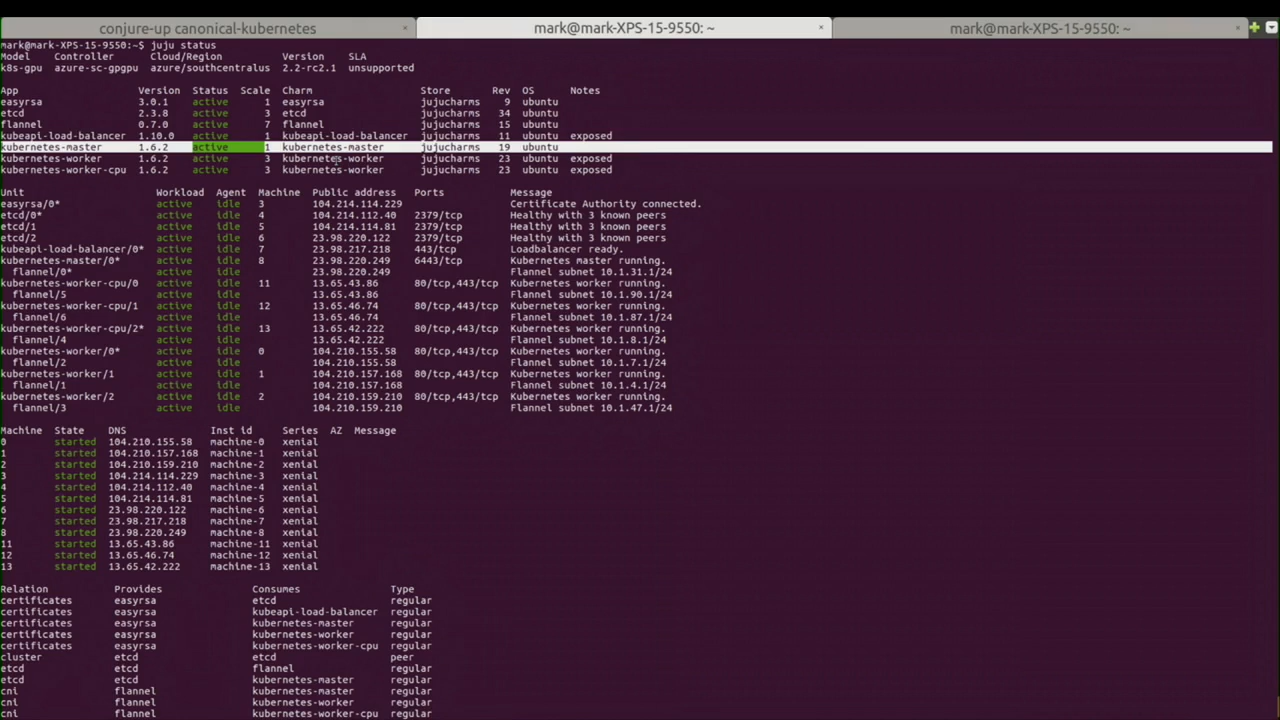 conjure-up canonical-kubernetes × mark@mark-XPS-15-9550: ~ × mark@mark-XPS-15-9550: ~ ×
mark@mark-XPS-15-9550:~$ juju status
Model Controller Cloud/Region Version SLA
k8s-gpu azure-sc-gpgpu azure/southcentralus 2.2-rc2.1 unsupported
App Version Status Scale Charm Store Rev OS Notes
easyrsa 3.0.1 active 1 easyrsa jujucharms 9 ubuntu
etcd 2.3.8 active 3 etcd jujucharms 34 ubuntu
flannel 0.7.0 active 7 flannel jujucharms 15 ubuntu
kubeapi-load-balancer 1.10.0 active 1 kubeapi-load-balancer jujucharms 11 ubuntu exposed
kubernetes-master 1.6.2 active 1 kubernetes-master jujucharms 19 ubuntu
kubernetes-worker 1.6.2 active 3 kubernetes-worker jujucharms 23 ubuntu exposed
kubernetes-worker-cpu 1.6.2 active 3 kubernetes-worker jujucharms 23 ubuntu exposed
Unit Workload Agent Machine Public address Ports Message
easyrsa/0* active idle 3 104.214.114.229 Certificate Authority connected.
etcd/0* active idle 4 104.214.112.40 2379/tcp Healthy with 3 known peers
etcd/1 active idle 5 104.214.114.81 2379/tcp Healthy with 3 known peers
etcd/2 active idle 6 23.98.220.122 2379/tcp Healthy with 3 known peers
kubeapi-load-balancer/0* active idle 7 23.98.217.218 443/tcp Loadbalancer ready.
kubernetes-master/0* active idle 8 23.98.220.249 6443/tcp Kubernetes master running.
flannel/0* active idle 23.98.220.249 Flannel subnet 10.1.31.1/24
kubernetes-worker-cpu/0 active idle 11 13.65.43.86 80/tcp,443/tcp Kubernetes worker running.
flannel/5 active idle 13.65.43.86 Flannel subnet 10.1.90.1/24
kubernetes-worker-cpu/1 active idle 12 13.65.46.74 80/tcp,443/tcp Kubernetes worker running.
flannel/6 active idle 13.65.46.74 Flannel subnet 10.1.87.1/24
kubernetes-worker-cpu/2* active idle 13 13.65.42.222 80/tcp,443/tcp Kubernetes worker running.
flannel/4 active idle 13.65.42.222 Flannel subnet 10.1.8.1/24
kubernetes-worker/0* active idle 0 104.210.155.58 80/tcp,443/tcp Kubernetes worker running.
flannel/2 active idle 104.210.155.58 Flannel subnet 10.1.7.1/24
kubernetes-worker/1 active idle 1 104.210.157.168 80/tcp,443/tcp Kubernetes worker running.
flannel/1 active idle 104.210.157.168 Flannel subnet 10.1.4.1/24
kubernetes-worker/2 active idle 2 104.210.159.210 80/tcp,443/tcp Kubernetes worker running.
flannel/3 active idle 104.210.159.210 Flannel subnet 10.1.47.1/24
Machine State DNS Inst id Series AZ Message
0 started 104.210.155.58 machine-0 xenial
1 started 104.210.157.168 machine-1 xenial
2 started 104.210.159.210 machine-2 xenial
3 started 104.214.114.229 machine-3 xenial
4 started 104.214.112.40 machine-4 xenial
5 started 104.214.114.81 machine-5 xenial
6 started 23.98.220.122 machine-6 xenial
7 started 23.98.217.218 machine-7 xenial
8 started 23.98.220.249 machine-8 xenial
11 started 13.65.43.86 machine-11 xenial
12 started 13.65.46.74 machine-12 xenial
13 started 13.65.42.222 machine-13 xenial
Relation Provides Consumes Type
certificates easyrsa etcd regular
certificates easyrsa kubeapi-load-balancer regular
certificates easyrsa kubernetes-master regular
certificates easyrsa kubernetes-worker regular
certificates easyrsa kubernetes-worker-cpu regular
cluster etcd etcd peer
etcd etcd flannel regular
etcd etcd kubernetes-master regular
cni flannel kubernetes-master regular
cni flannel kubernetes-worker regular
cni flannel kubernetes-worker-cpu regular